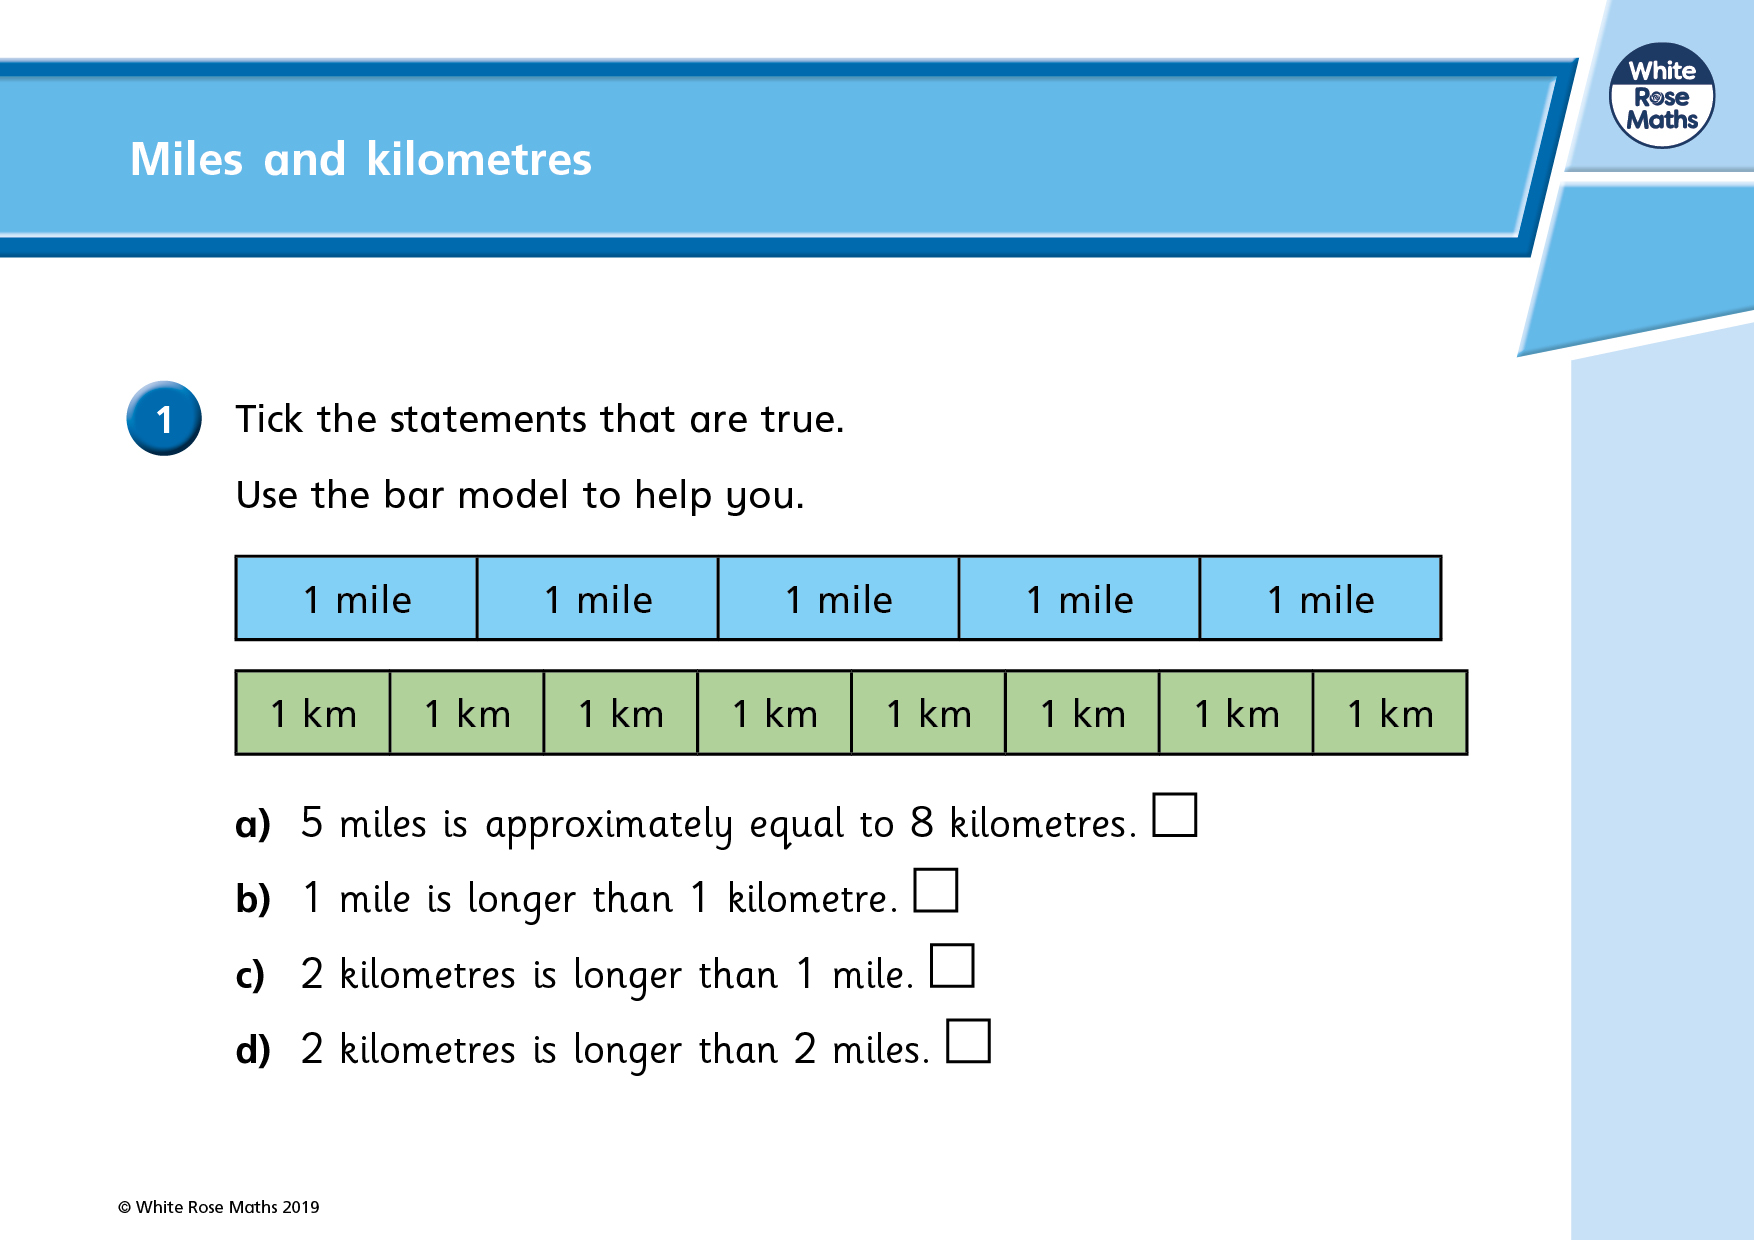 White
Rose
Maths
Miles and kilometres
1 Tick the statements that are true.
Use the bar model to help you.
1 mile 1 mile 1 mile 1 mile 1 mile
1 km 1 km 1 km 1 km 1 km 1 km 1 km 1 km
a) 5 miles is approximately equal to 8 kilometres.
b) 1 mile is longer than 1 kilometre.
c) 2 kilometres is longer than 1 mile.
d) 2 kilometres is longer than 2 miles.
© White Rose Maths 2019